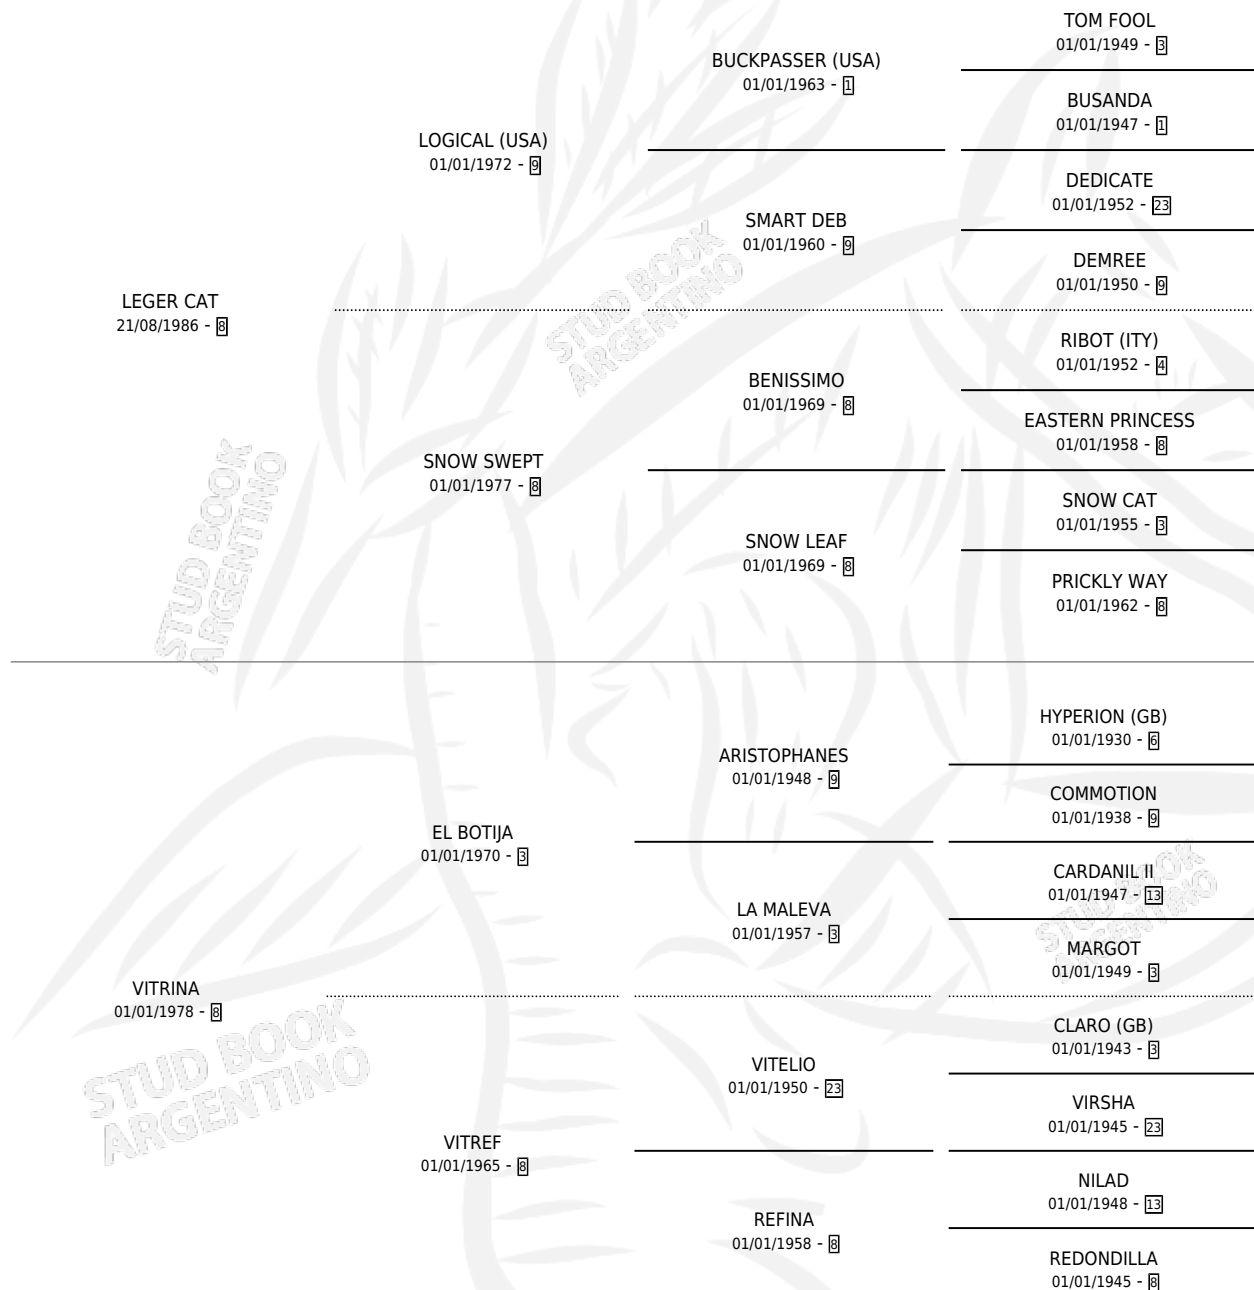 TOM FOOL
01/01/1949 - 3
BUCKPASSER (USA)
01/01/1963 - 1
BUSANDA
01/01/1947 - 1
LOGICAL (USA)
01/01/1972 - 9
DEDICATE
01/01/1952 - 23
SMART DEB
01/01/1960 - 9
DEMREE
01/01/1950 - 9
LEGER CAT
21/08/1986 - 8
RIBOT (ITY)
01/01/1952 - 4
BENISSIMO
01/01/1969 - 8
EASTERN PRINCESS
01/01/1958 - 8
SNOW SWEPT
01/01/1977 - 8
SNOW CAT
01/01/1955 - 3
SNOW LEAF
01/01/1969 - 8
PRICKLY WAY
01/01/1962 - 8
HYPERION (GB)
01/01/1930 - 6
ARISTOPHANES
01/01/1948 - 9
COMMOTION
01/01/1938 - 9
EL BOTIJA
01/01/1970 - 3
CARDANIL II
01/01/1947 - 13
LA MALEVA
01/01/1957 - 3
MARGOT
01/01/1949 - 3
VITRINA
01/01/1978 - 8
CLARO (GB)
01/01/1943 - 3
VITELIO
01/01/1950 - 23
VIRSHA
01/01/1945 - 23
VITREF
01/01/1965 - 8
NILAD
01/01/1948 - 13
REFINA
01/01/1958 - 8
REDONDILLA
01/01/1945 - 8
STUD BOOK
ARGENTINO
STUD BOOK
ARGENTINO
STUD BOOK
ARGENTINO
STUD BOOK
ARGENTINO